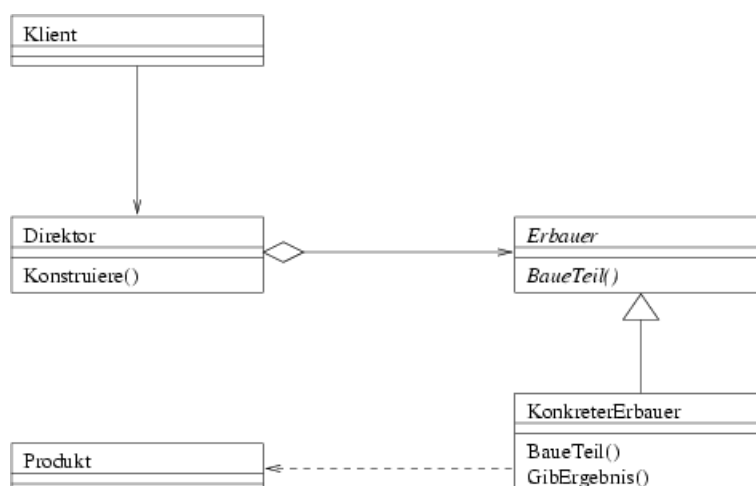 Klient
Direktor
Konstruiere()
Erbauer
BaueTeil()
KonkreterErbauer
BaueTeil()
GibErgebnis()
Produkt